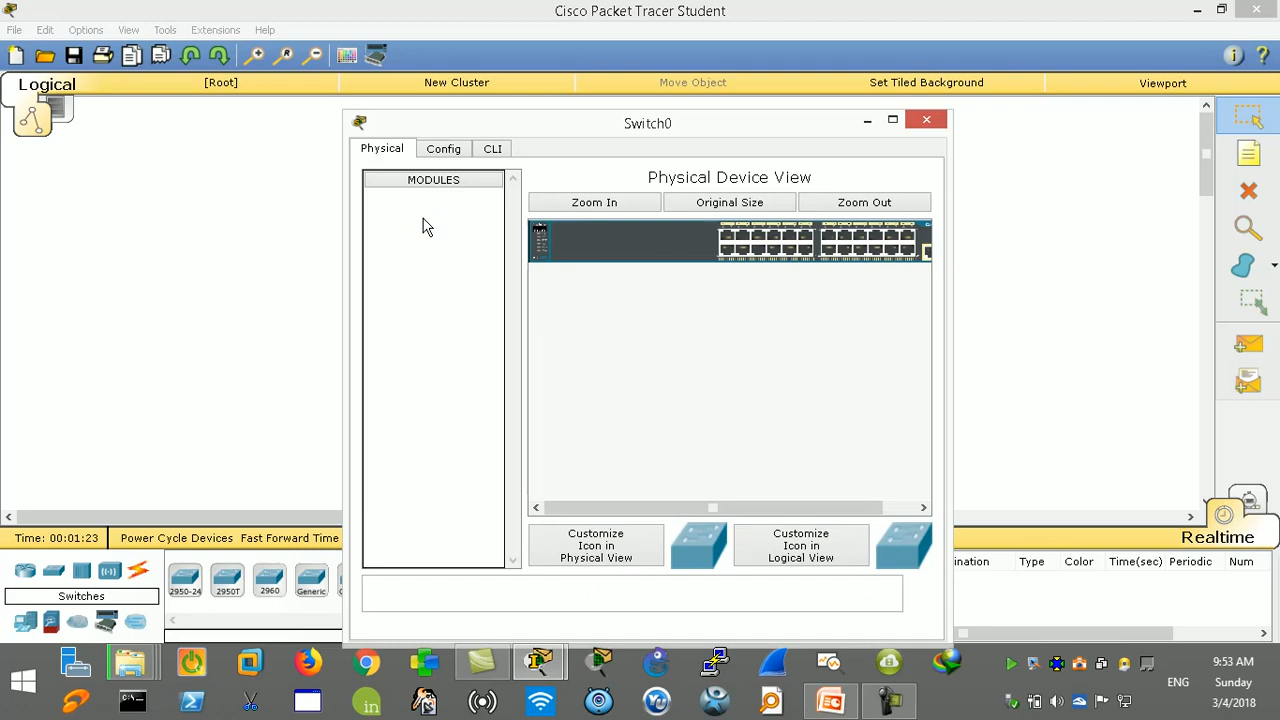 Cisco Packet Tracer Student
File Edit Options View Tools Extensions Help
Logical [Root] New Cluster Move Object Set Tiled Background Viewport
Switch0
Physical Config CLI
MODULES
Physical Device View
Zoom In Original Size Zoom Out
Customize
Icon in
Physical View
Customize
Icon in
Logical View
Time: 00:01:23 Power Cycle Devices Fast Forward Time
Realtime
Switches
2950-24 2950T 2960 Generic
ination Type Color Time(sec) Periodic Num
9:53 AM
ENG Sunday
3/4/2018